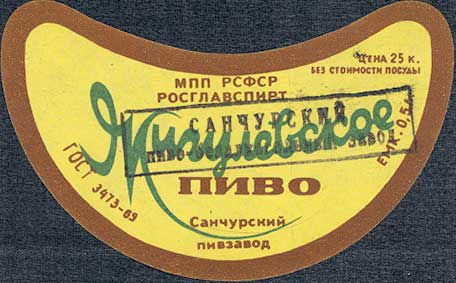 ЦЕНА 25 К.
БЕЗ СТОИМОСТИ ПОСУДЫ
МПП РСФСР
РОСГЛАВСПИРТ
Жигулевское
САНЧУРСКИЙ
ЗАВОД
ЕМК. 0,5
ГОСТ 3473-69
ПИВО
Санчурский
пивзавод